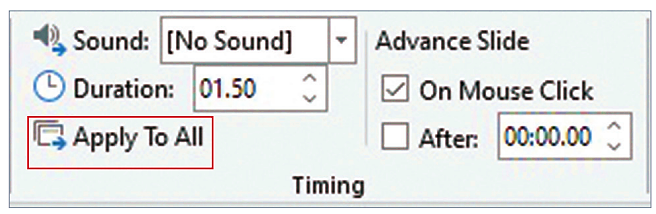 Sound: [No Sound]
Duration: 01.50
Apply To All
Advance Slide
On Mouse Click
After: 00:00.00
Timing